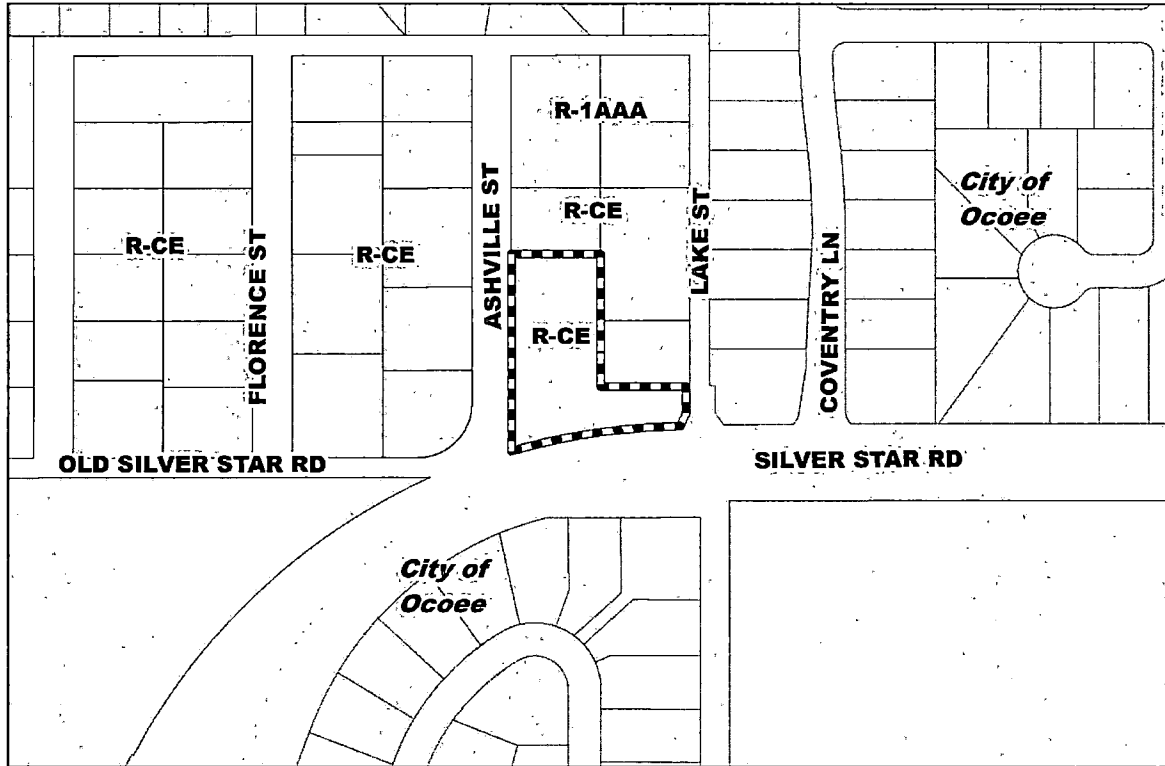 R-1AAA
City of
Ocoee
R-CE
R-CE
R-CE
R-CE
FLORENCE ST
ASHVILLE ST
LAKE ST
COVENTRY LN
OLD SILVER STAR RD
SILVER STAR RD
City of
Ocoee